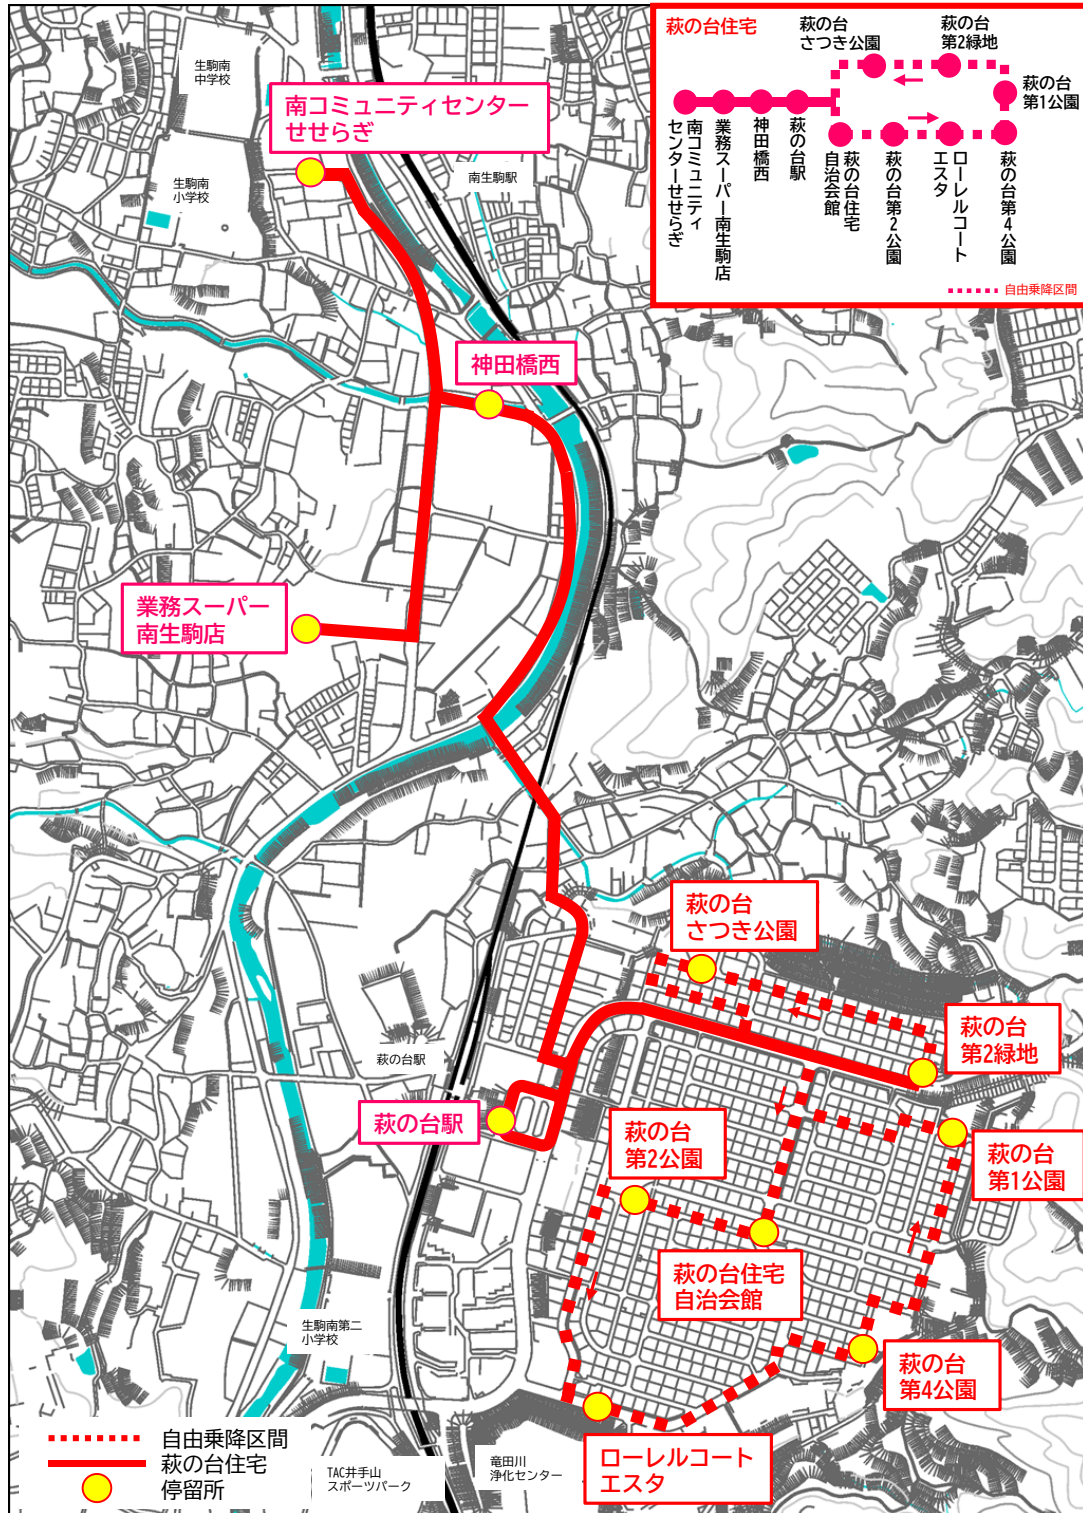 萩の台住宅
萩の台
さつき公園
萩の台
第2緑地
萩の台
第1公園
南コミュニティ
センターせせらぎ
業務スーパー南生駒店
神田橋西
萩の台駅
萩の台住宅
自治会館
萩の台第2公園
ローレルコート
エスタ
萩の台第4公園
自由乗降区間
生駒南
中学校
南コミュニティセンター
せせらぎ
生駒南
小学校
南生駒駅
神田橋西
業務スーパー
南生駒店
萩の台
さつき公園
萩の台
第2緑地
萩の台駅
萩の台駅
萩の台
第2公園
萩の台
第1公園
萩の台住宅
自治会館
生駒南第二
小学校
萩の台
第4公園
ローレルコート
エスタ
竜田川
浄化センター
TAC井手山
スポーツパーク
自由乗降区間
萩の台住宅
停留所